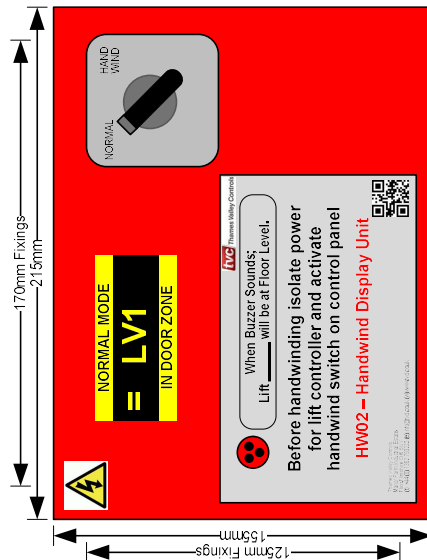 170mm Fixings
215mm
NORMAL
HAND
WIND
NORMAL MODE
= LV1
IN DOOR ZONE
tvc Thames Valley Controls
When Buzzer Sounds;
Lift ____ will be at Floor Level.
Before handwinding isolate power
for lift controller and activate
handwind switch on control panel
HW02 – Handwind Display Unit
155mm
125mm Fixings